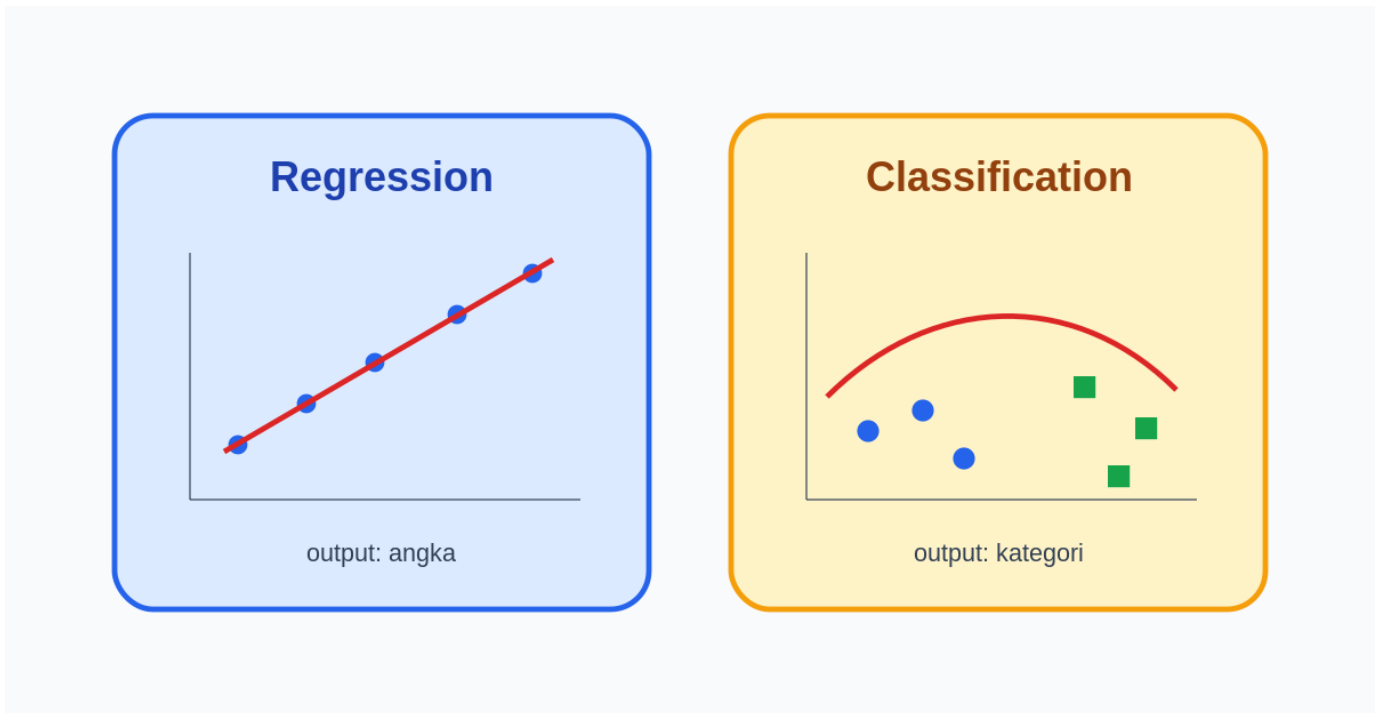 Regression
output: angka
Classification
output: kategori